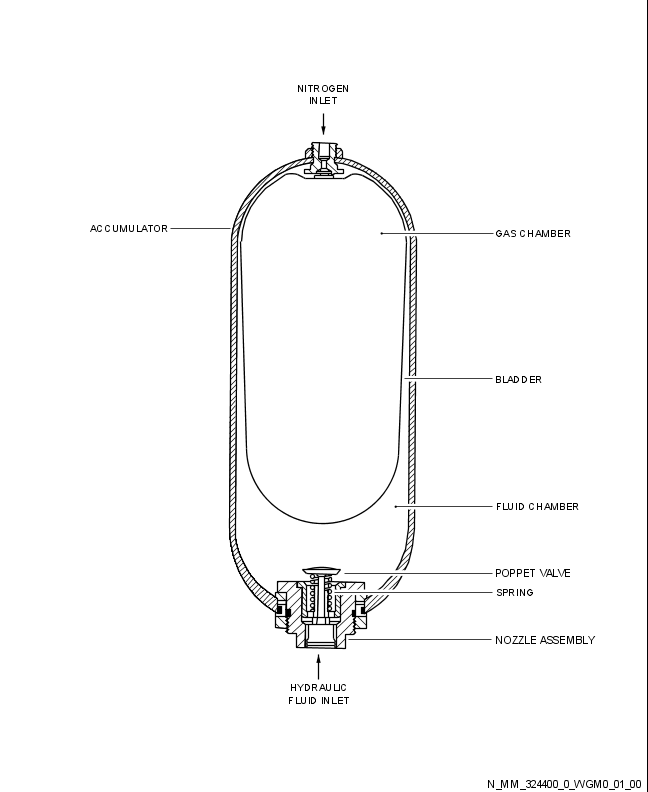 NITROGEN
INLET
ACCUMULATOR
GAS CHAMBER
BLADDER
FLUID CHAMBER
POPPET VALVE
SPRING
NOZZLE ASSEMBLY
HYDRAULIC
FLUID INLET
N_MM_324400_0_WGM0_01_00